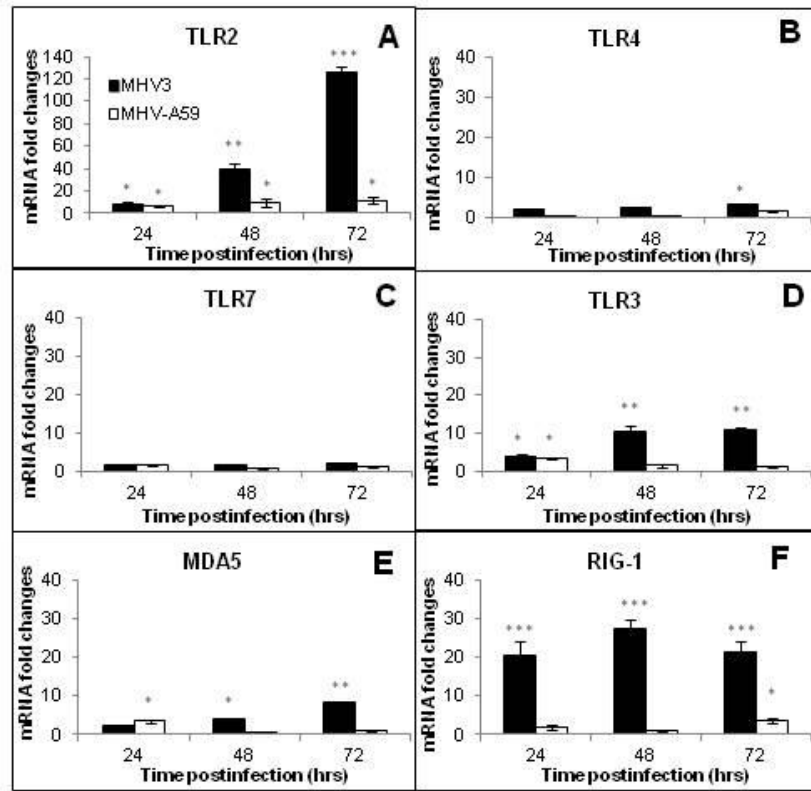 TLR2
A
mRNA fold changes
140
120
100
80
60
40
20
0
MHV3
MHV-A59
*
*
**
*
***
*
24 48 72
Time postinfection (hrs)
TLR4
B
mRNA fold changes
40
30
20
10
0
*
24 48 72
Time postinfection (hrs)
TLR7
C
mRNA fold changes
40
30
20
10
0
24 48 72
Time postinfection (hrs)
TLR3
D
mRNA fold changes
40
30
20
10
0
*
*
**
**
24 48 72
Time postinfection (hrs)
MDA5
E
mRNA fold changes
40
30
20
10
0
*
*
**
24 48 72
Time postinfection (hrs)
RIG-1
F
mRNA fold changes
40
30
20
10
0
***
***
***
*
24 48 72
Time postinfection (hrs)